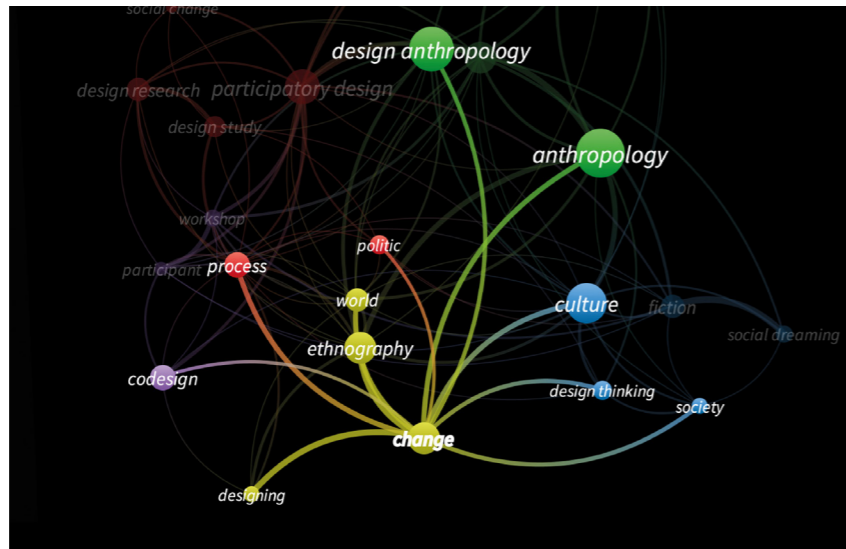 social change
design anthropology
design research
participatory design
design study
anthropology
workshop
politic
participant
process
world
culture
fiction
social dreaming
ethnography
codesign
design thinking
society
change
designing